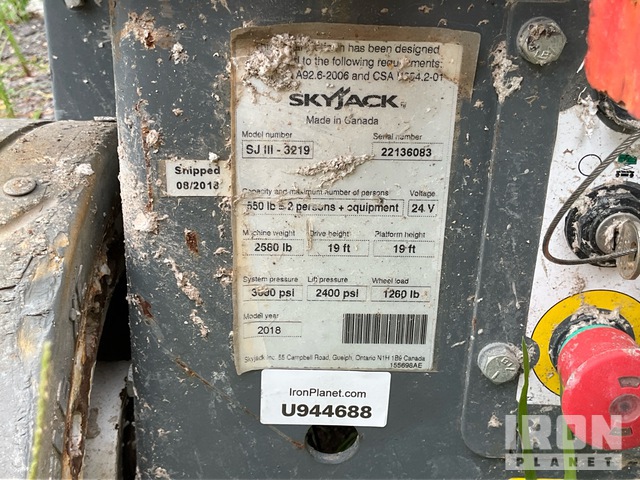 has been designed
to the following requirements:
A92.6-2006 and CSA
SKYJACK
Made in Canada
Model number Serial number
SJ III - 3219 22136083
Shipped
08/2018
Capacity and maximum number of persons Voltage
550 lb = 2 persons + equipment 24 V
Machine weight Drive height Platform height
2580 lb 19 ft 19 ft
System pressure Lift pressure Wheel load
psi 2400 psi 1260 lb
Model year
2018
Skyjack Inc. 55 Campbell Road, Guelph, Ontario N1H 1B9 Canada
155698AE
IronPlanet.com
U944688
IRON
PLANET